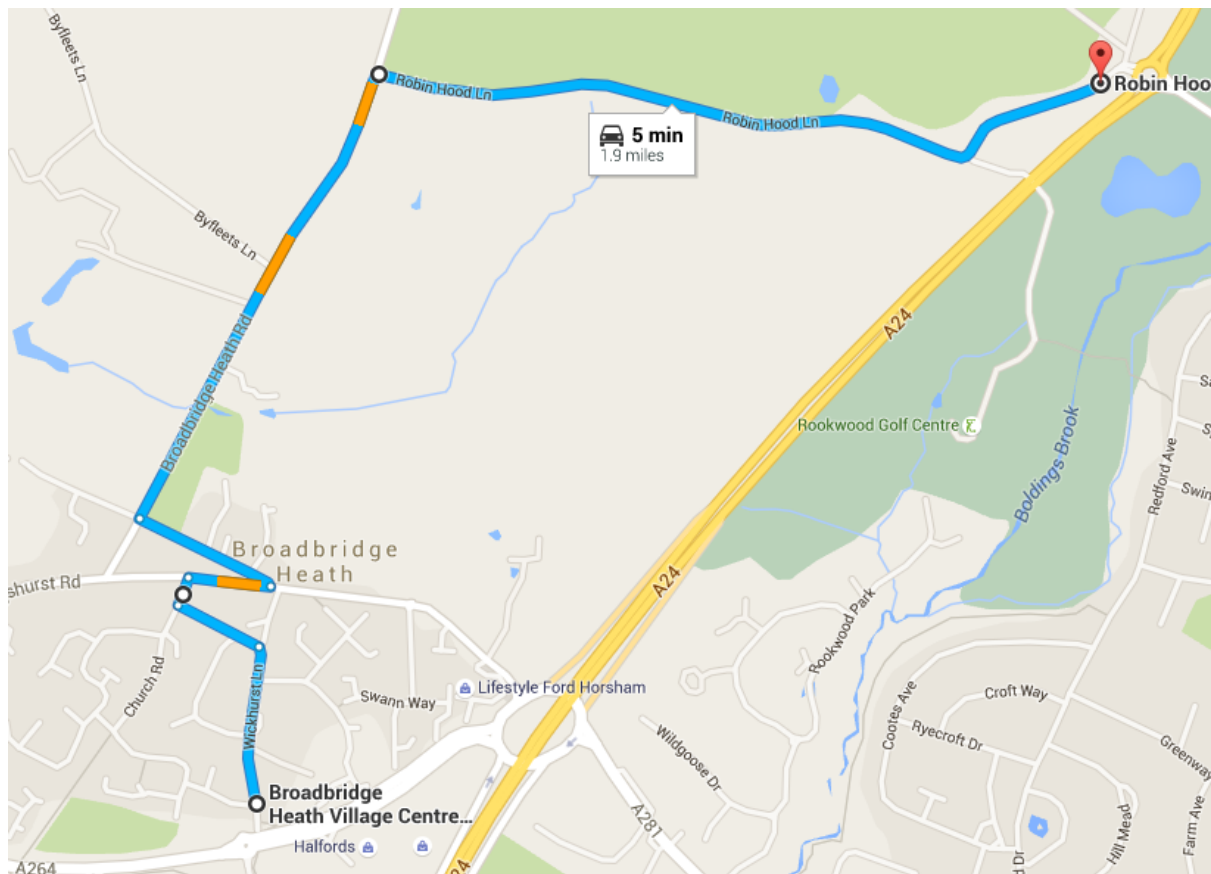 Byfleets Ln
Robin Hood Ln
Robin Hood Ln
Robin Hoo
5 min
1.9 miles
Byfleets Ln
Broadbridge Heath Rd
A24
Rookwood Golf Centre
Boldings Brook
Redford Ave
Swin
Broadbridge
Heath
shurst Rd
A24
Rookwood Park
Church Rd
Wickhurst Ln
Swann Way
Lifestyle Ford Horsham
Wildgoose Dr
Cootes Ave
Croft Way
Ryecroft Dr
Greenway
Broadbridge
Heath Village Centre...
Halfords
A264
A281
24
Hill Mead
Farm Ave
d Dr